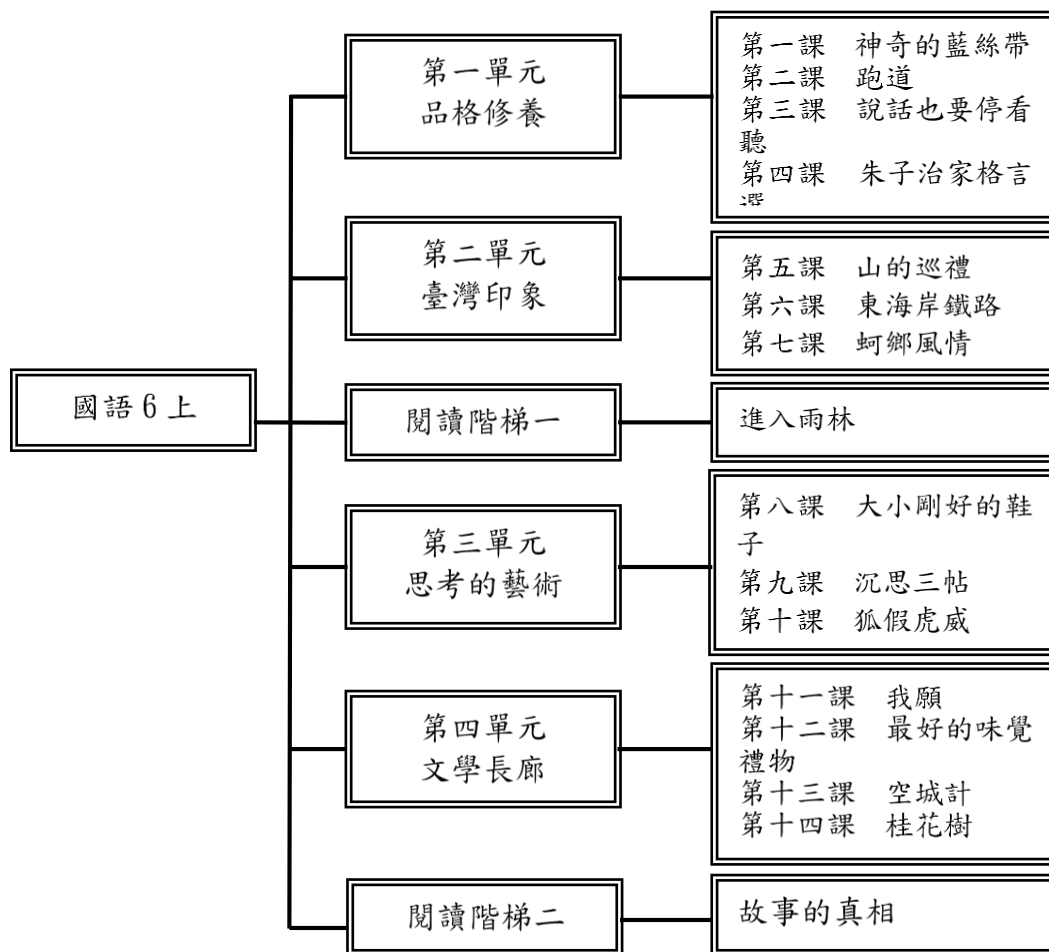 國語6上
第一單元
品格修養
第一課　神奇的藍絲帶
第二課　跑道
第三課　說話也要停看
聽
第四課　朱子治家格言
選
第二單元
臺灣印象
第五課　山的巡禮
第六課　東海岸鐵路
第七課　蚵鄉風情
閱讀階梯一
進入雨林
第三單元
思考的藝術
第八課　大小剛好的鞋
子
第九課　沉思三帖
第十課　狐假虎威
第四單元
文學長廊
第十一課　我願
第十二課　最好的味覺
禮物
第十三課　空城計
第十四課　桂花樹
閱讀階梯二
故事的真相